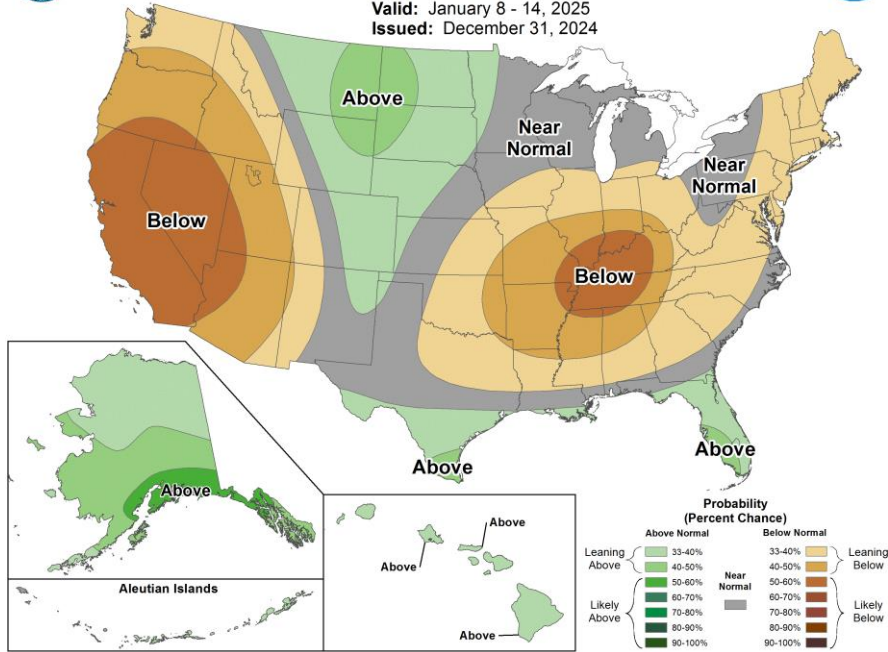 Valid: January 8 - 14, 2025
Issued: December 31, 2024
Above
Near
Normal
Near
Normal
Below
Below
Above
Above
Above
Aleutian Islands
Above
Above
Above
Probability
(Percent Chance)
Above Normal
Below Normal
Leaning
Above
33-40%
40-50%
Likely
Above
50-60%
60-70%
70-80%
80-90%
90-100%
Near
Normal
33-40%
40-50%
Leaning
Below
50-60%
60-70%
70-80%
80-90%
90-100%
Likely
Below